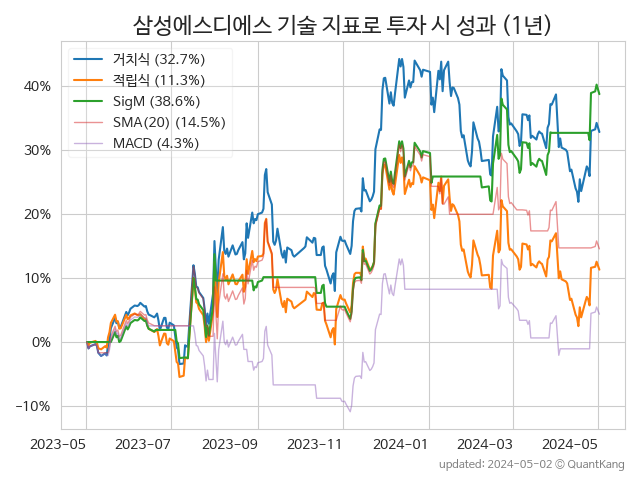 삼성에스디에스 기술 지표로 투자 시 성과 (1년)
거치식 (32.7%)
적립식 (11.3%)
SigM (38.6%)
SMA(20) (14.5%)
MACD (4.3%)
40%
30%
20%
10%
0%
−10%
2023-05 2023-07 2023-09 2023-11 2024-01 2024-03 2024-05
updated: 2024-05-02 © QuantKang